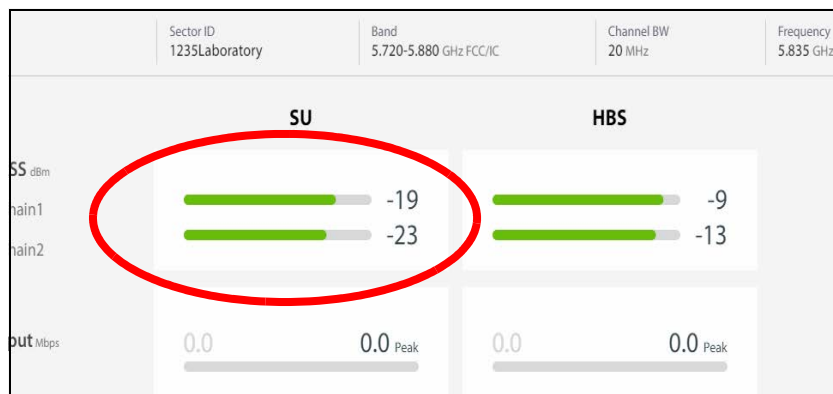 Sector ID Band Channel BW Frequency
1235Laboratory 5.720-5.880 GHz FCC/IC 20 MHz 5.835 GHz
SU HBS
SS dBm
hain1 -19 -9
hain2 -23 -13
put Mbps 0.0 0.0 Peak 0.0 0.0 Peak